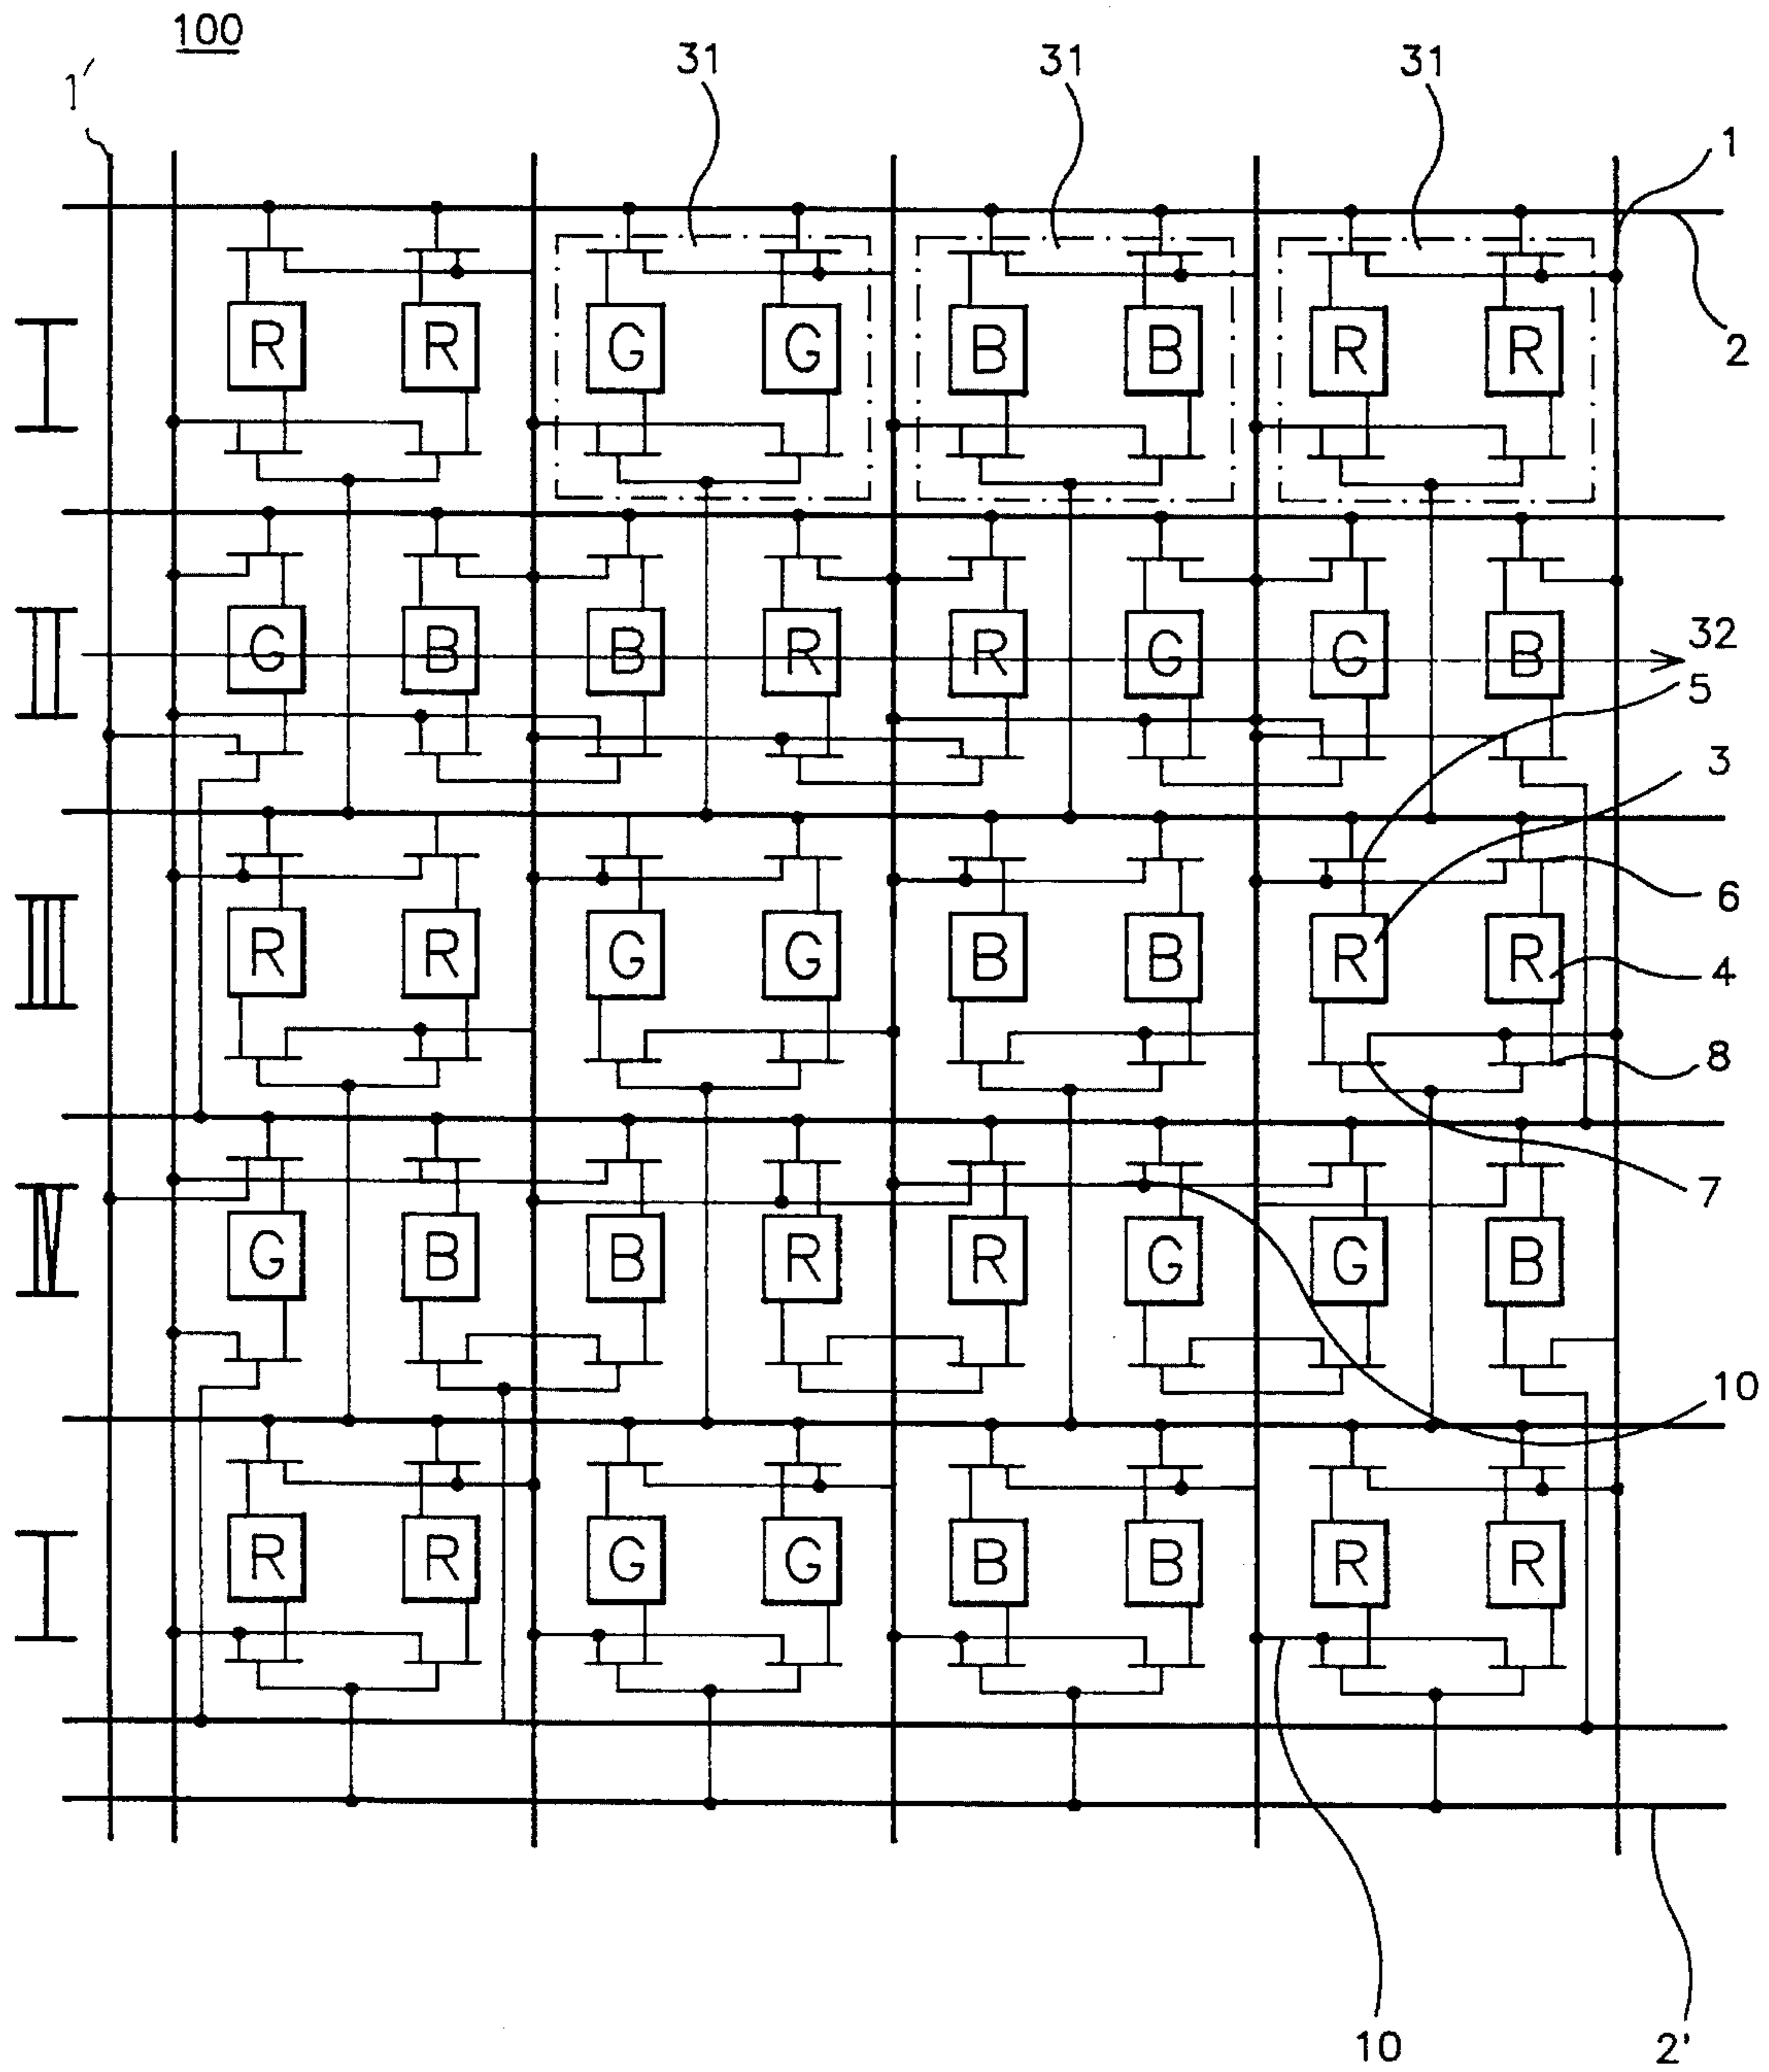 100
1'
31 31 31
1
2
I R R G G B B R R
II G B B R R G G B
32
5
3
III R R G G B B R R
6
4
8
7
IV G B B R R G G B
10
I R R G G B B R R
10
2'